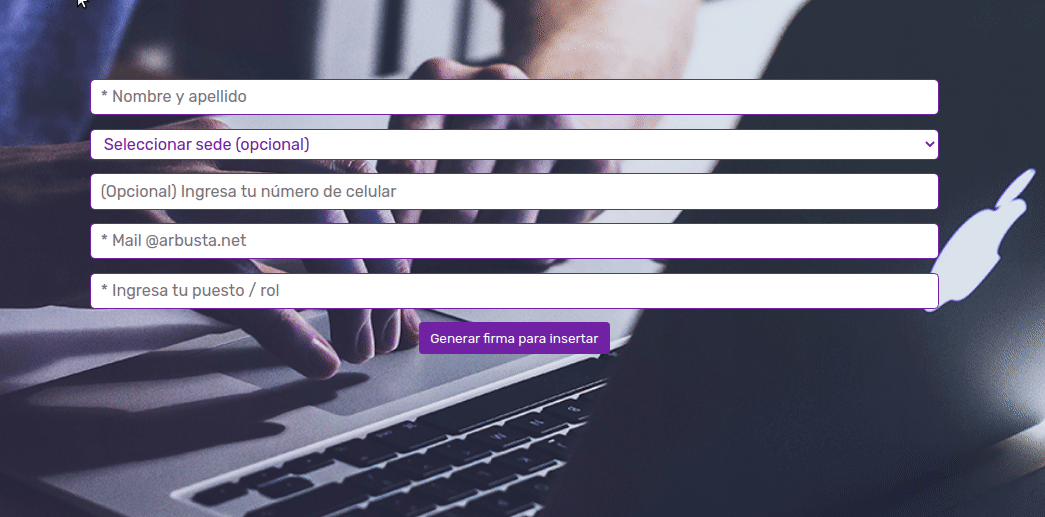 * Nombre y apellido
Seleccionar sede (opcional)
(Opcional) Ingresa tu número de celular
* Mail @arbusta.net
* Ingresa tu puesto / rol
Generar firma para insertar